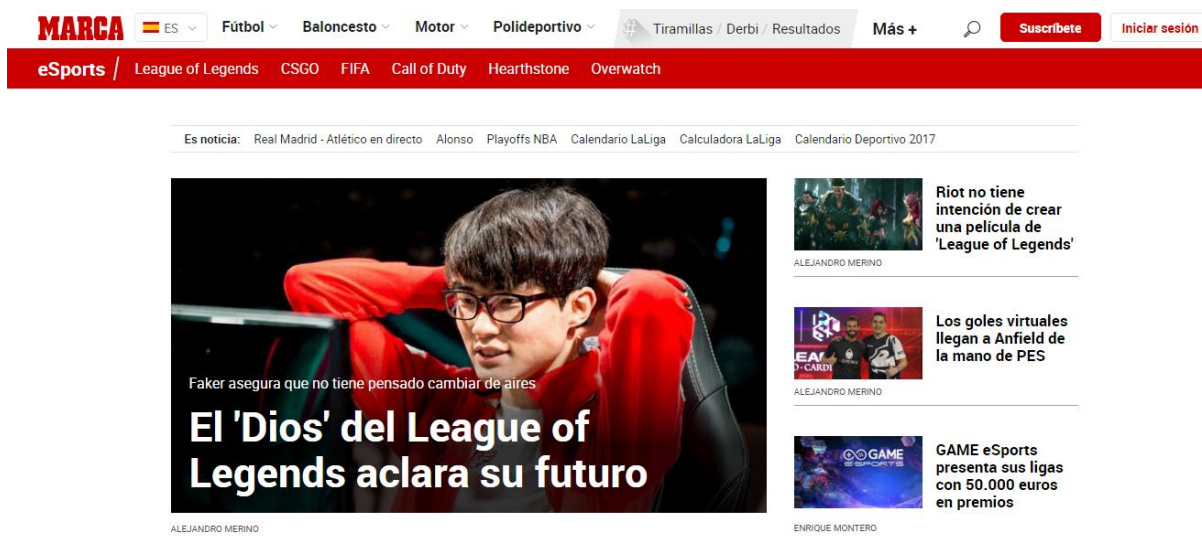 MARCA ES Fútbol Baloncesto Motor Polideportivo # Tiramillas / Derbi / Resultados Más + Suscríbete Iniciar sesión
eSports / League of Legends CSGO FIFA Call of Duty Hearthstone Overwatch
Es noticia: Real Madrid - Atlético en directo Alonso Playoffs NBA Calendario LaLiga Calculadora LaLiga Calendario Deportivo 2017
Faker asegura que no tiene pensado cambiar de aires
El 'Dios' del League of
Legends aclara su futuro
ALEJANDRO MERINO
Riot no tiene
intención de crear
una película de
'League of Legends'
ALEJANDRO MERINO
Los goles virtuales
llegan a Anfield de
la mano de PES
ALEJANDRO MERINO
GAME
ESPORTS
GAME eSports
presenta sus ligas
con 50.000 euros
en premios
ENRIQUE MONTERO